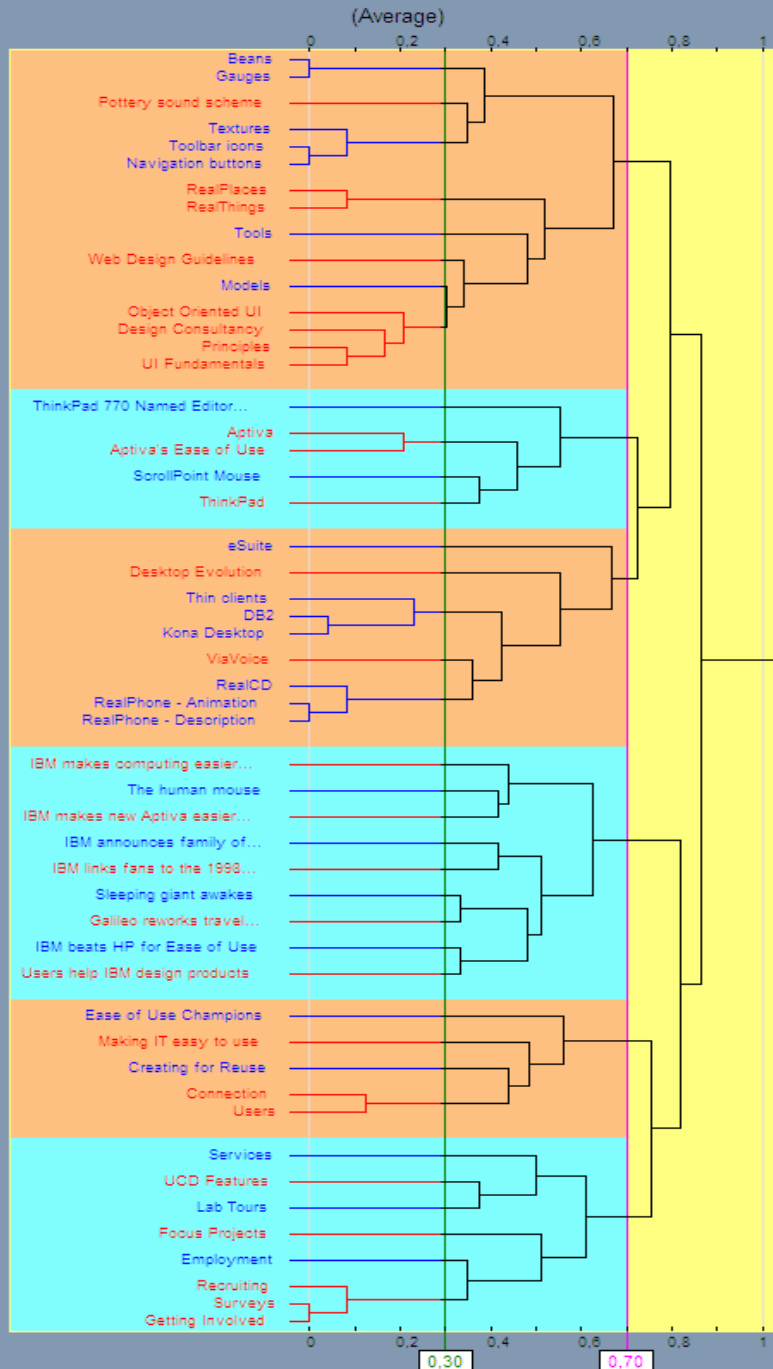 (Average)
0 0,2 0,4 0,6 0,8 1
Beans
Gauges
Pottery sound scheme
Textures
Toolbar icons
Navigation buttons
RealPlaces
RealThings
Tools
Web Design Guidelines
Models
Object Oriented UI
Design Consultancy
Principles
UI Fundamentals
ThinkPad 770 Named Editor...
Aptiva
Aptiva's Ease of Use
ScrollPoint Mouse
ThinkPad
eSuite
Desktop Evolution
Thin clients
DB2
Kona Desktop
ViaVoice
RealCD
RealPhone - Animation
RealPhone - Description
IBM makes computing easier...
The human mouse
IBM makes new Aptiva easier...
IBM announces family of...
IBM links fans to the 1998...
Sleeping giant awakes
Galileo reworks travel...
IBM beats HP for Ease of Use
Users help IBM design products
Ease of Use Champions
Making IT easy to use
Creating for Reuse
Connection
Users
Services
UCD Features
Lab Tours
Focus Projects
Employment
Recruiting
Surveys
Getting Involved
0 0,2 0,4 0,6 0,8 1
0,30 0,70